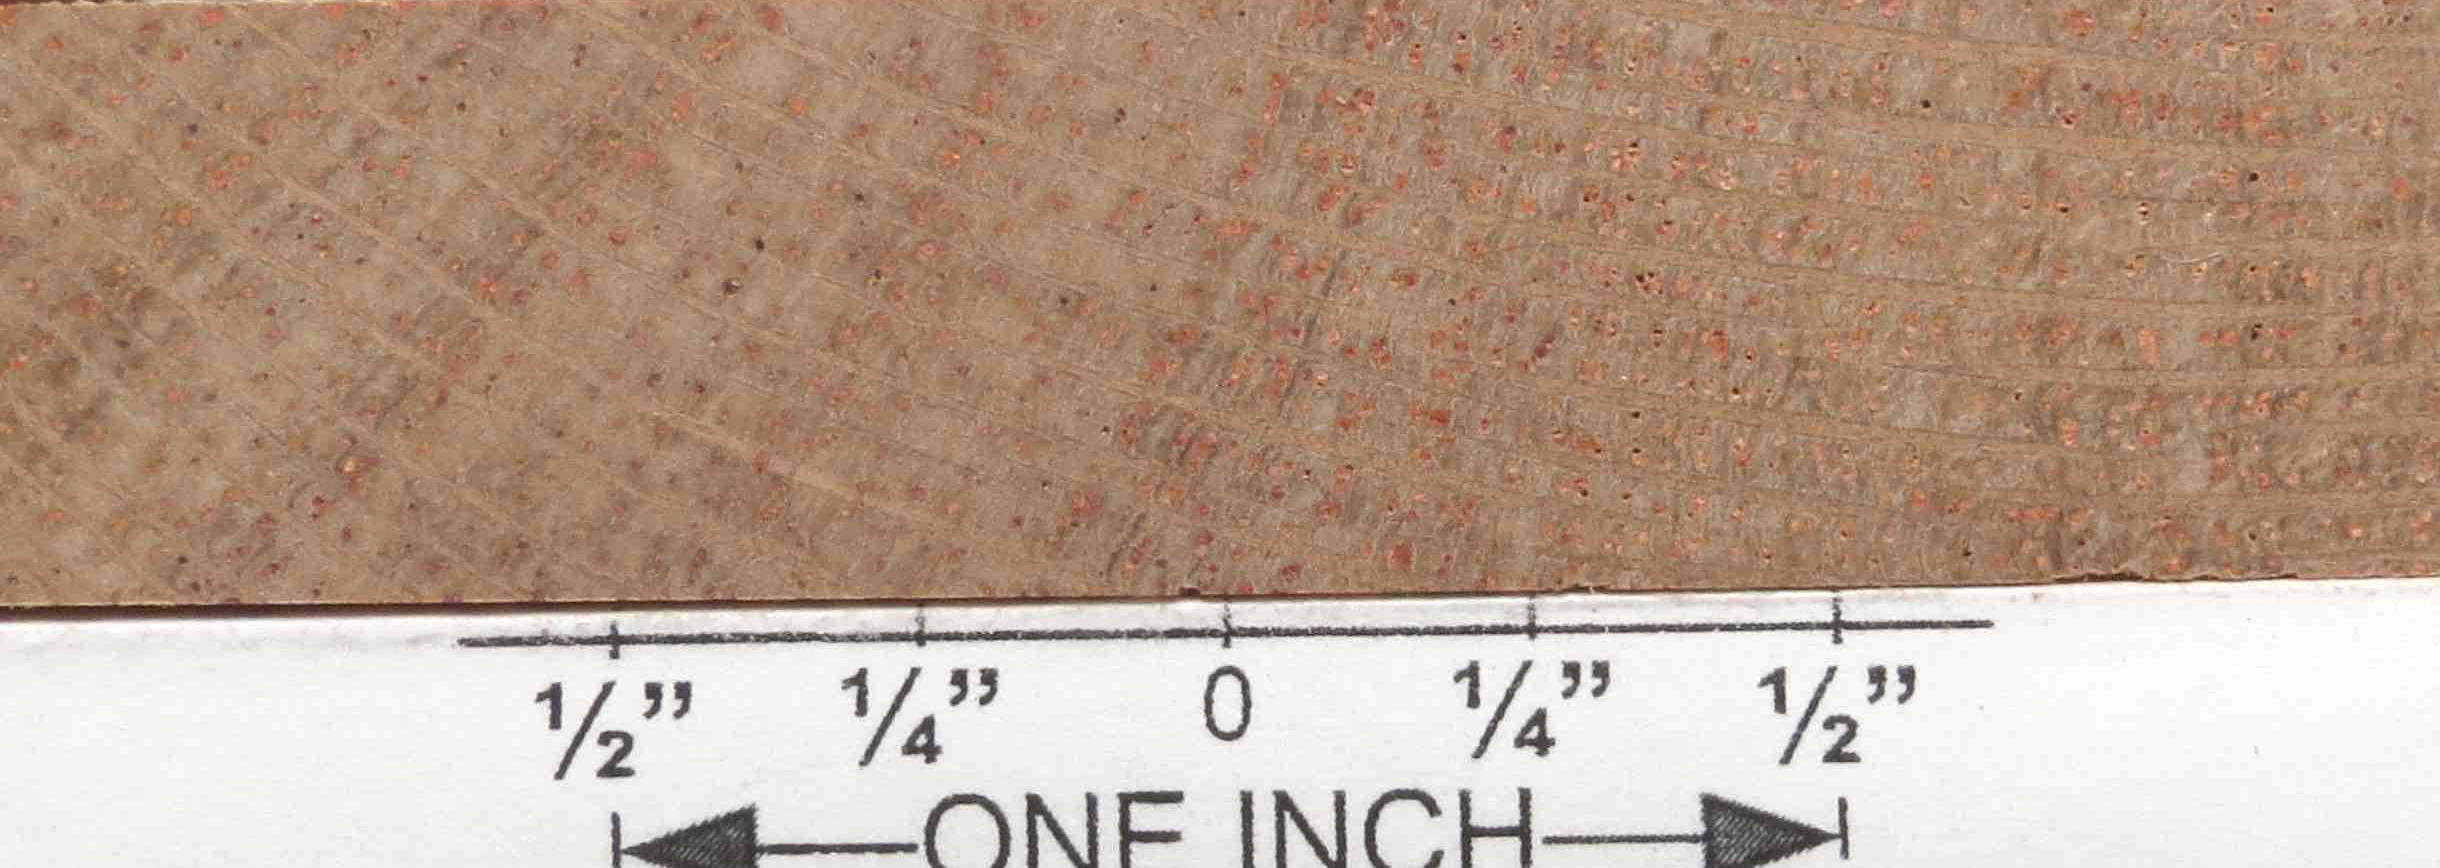 1/2” 1/4” 0 1/4” 1/2”
ONE INCH